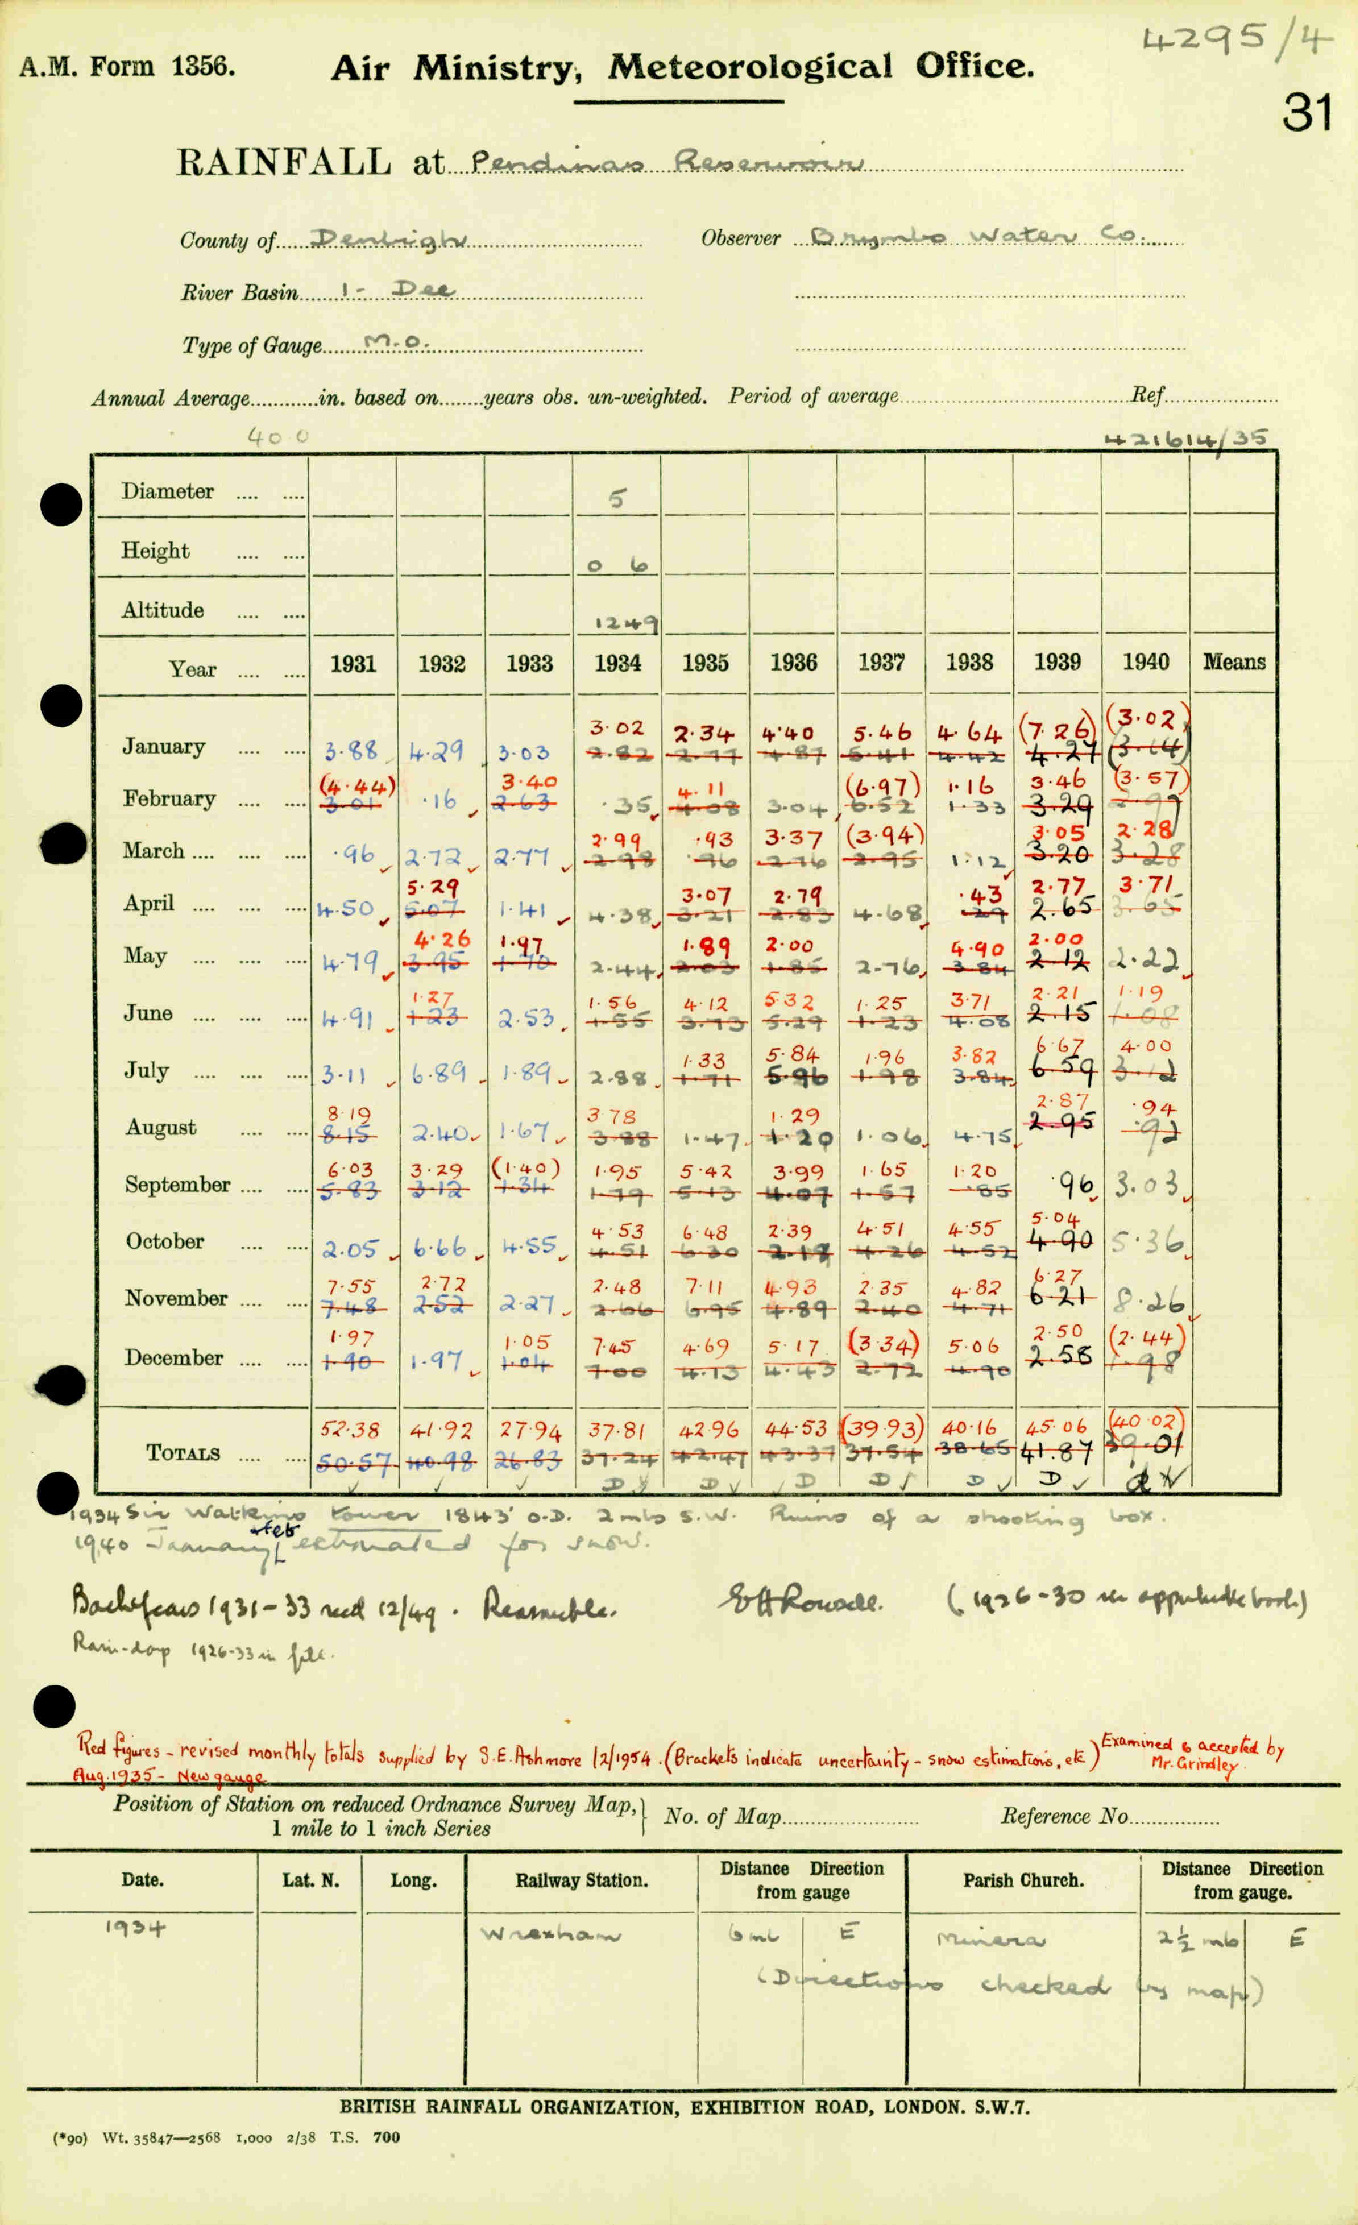 4295/4
A.M. Form 1356. Air Ministry, Meteorological Office.
31
RAINFALL at Pendinas Reservoir
County of Denbigh Observer Brymbo Water Co.
River Basin 1- Dee
Type of Gauge M.O.
Annual Average in. based on years obs. un-weighted. Period of average Ref.
40 0 421614/35
Diameter 5
Height 0 6
Altitude 1249
Year 1931 1932 1933 1934 1935 1936 1937 1938 1939 1940 Means
3.02 2.34 4.40 5.46 4.64 (7.26) (3.02)
January 3.88 4.29 3.03 2.82 2.77 4.87 5.41 4.42 4.27 (3.14)
(4.44) 3.40 4.11 (6.97) 1.16 3.46 (3.57)
February 3.01 .16 2.63 .35 4.08 3.04 6.52 1.33 3.29 2.97
2.99 .93 3.37 (3.94) 3.05 2.28
March .96 2.72 2.77 2.98 .96 2.76 2.95 1.12 3.20 3.28
5.29 3.07 2.79 .43 2.77 3.71
April 4.50 5.07 1.41 4.38 3.21 2.83 4.68 .29 2.65 3.65
4.26 1.97 1.89 2.00 4.90 2.00
May 4.79 3.95 1.70 2.44 2.03 1.85 2.76 3.84 2.12 2.22
1.27 1.56 4.12 5.32 1.25 3.71 2.21 1.19
June 4.91 1.23 2.53 1.55 3.73 5.29 1.23 4.08 2.15 1.08
1.33 5.84 1.96 3.82 6.67 4.00
July 3.11 6.89 1.89 2.88 1.71 5.96 1.98 3.84 6.59 3.12
8.19 3.78 1.29 2.87 .94
August 8.15 2.40 1.67 3.88 1.47 1.20 1.06 4.75 2.95 .92
6.03 3.29 (1.40) 1.95 5.42 3.99 1.65 1.20
September 5.83 3.12 1.34 1.79 5.13 4.07 1.57 .85 .96 3.03
4.53 6.48 2.39 4.51 4.55 5.04
October 2.05 6.66 4.55 4.51 6.30 2.19 4.26 4.52 4.90 5.36
7.55 2.72 2.48 7.11 4.93 2.35 4.82 6.27
November 7.48 2.52 2.27 2.66 6.95 4.89 2.40 4.71 6.21 8.26
1.97 1.05 7.45 4.69 5.17 (3.34) 5.06 2.50 (2.44)
December 1.90 1.97 1.04 7.00 4.13 4.43 2.72 4.90 2.58 1.98
52.38 41.92 27.94 37.81 42.96 44.53 (39.93) 40.16 45.06 (40.02)
TOTALS 50.57 40.98 26.83 37.24 42.47 43.37 37.54 38.65 41.87 39.01
✓ ✓ ✓ D ✓ D ✓ ✓ D D ✓ D ✓ D ✓ d ✓
1934 Sir Watkins tower 1843' O.D. 2 mls S.W. Ruins of a shooting box.
1940 January + Feb estimated for snow.
Back years 1931-33 recd 12/49. Reasonable. (1926-30 in
Rain-day 1926-33 in file.
Red figures - revised monthly totals supplied by S.E. Ashmore 12/1954. (Brackets indicate uncertainty - snow estimations, etc) Examined & accepted by
Mr. Grindley.
Aug. 1935 - New gauge
Position of Station on reduced Ordnance Survey Map, 1 mile to 1 inch Series No. of Map Reference No.
Date. Lat. N. Long. Railway Station. Distance Direction from gauge Parish Church. Distance Direction from gauge.
1934 Wrexham 6 ml E Minera 2½ mls E
(Directions checked by map)
BRITISH RAINFALL ORGANIZATION, EXHIBITION ROAD, LONDON. S.W.7.
(*90) Wt. 35847—2568 1,000 2/38 T.S. 700